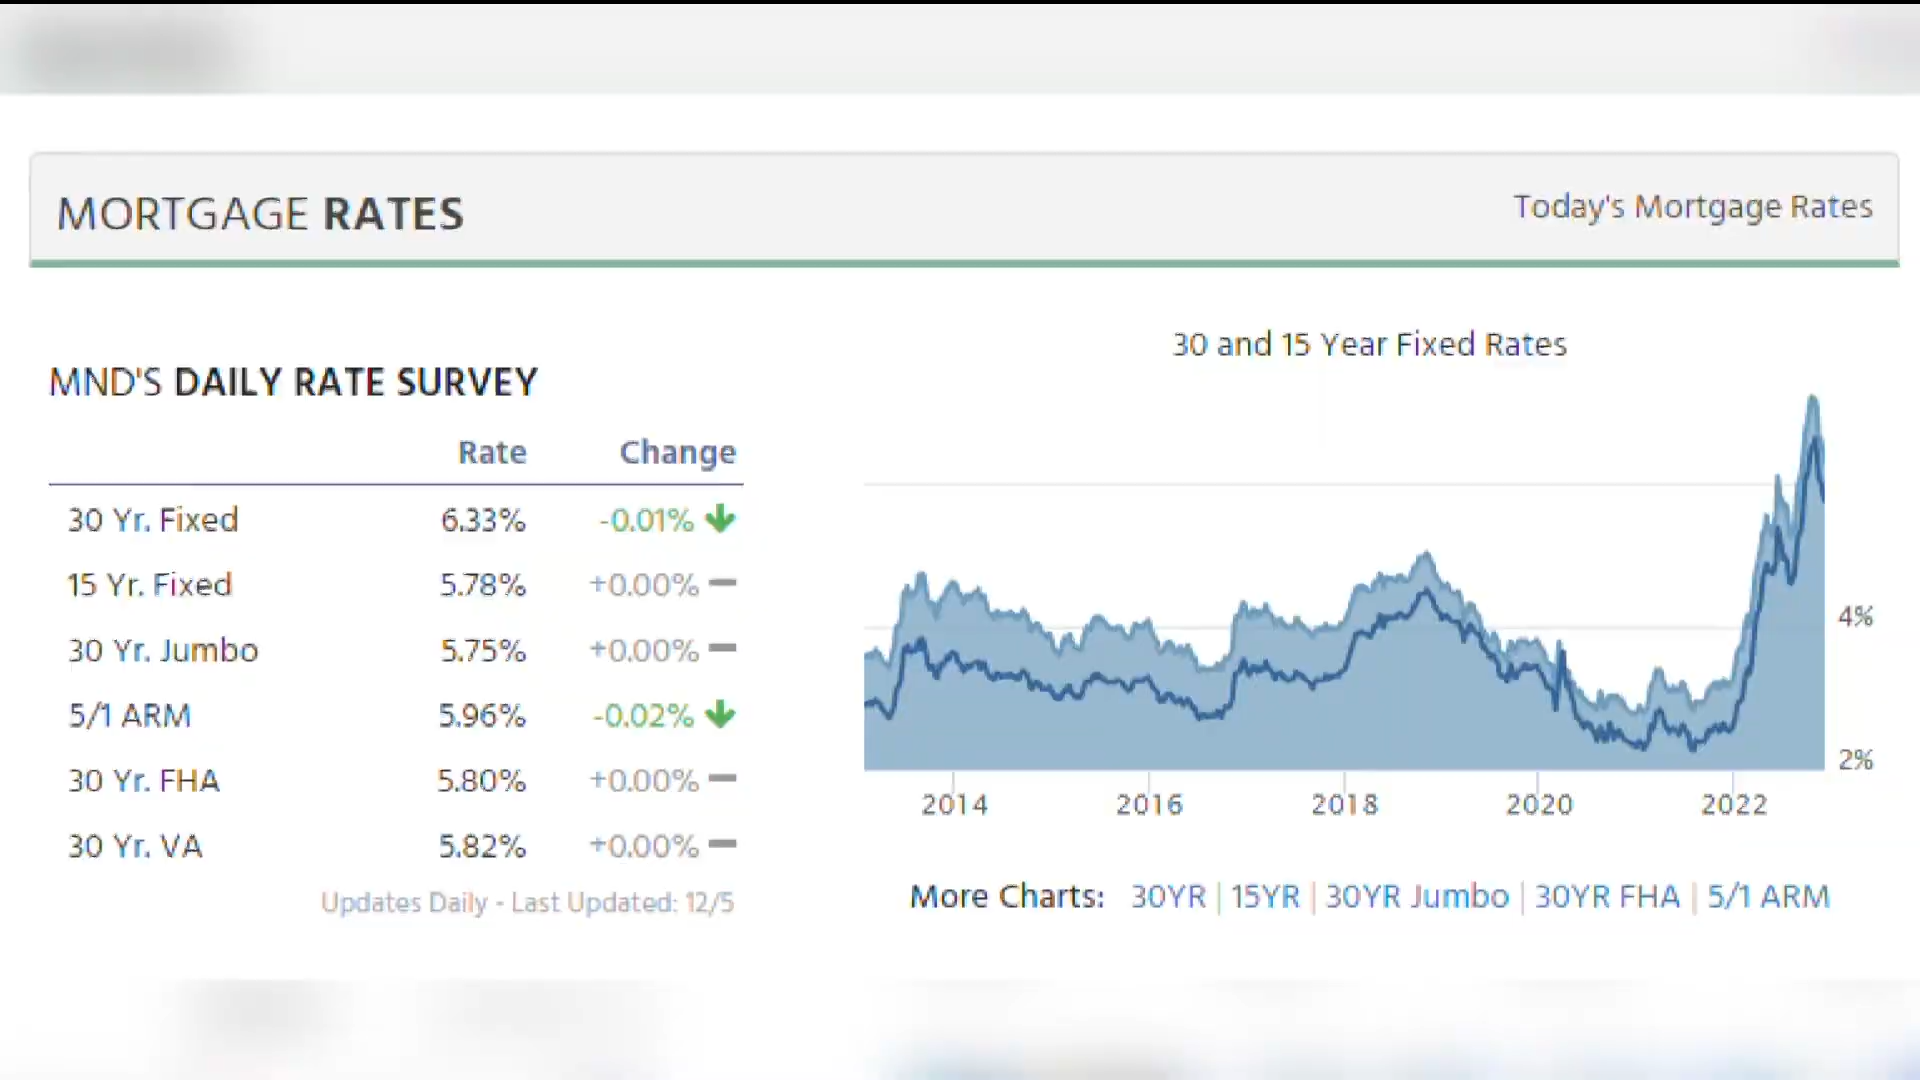 MORTGAGE RATES
Today's Mortgage Rates
MND'S DAILY RATE SURVEY
Rate Change
30 Yr. Fixed 6.33% -0.01%
15 Yr. Fixed 5.78% +0.00%
30 Yr. Jumbo 5.75% +0.00%
5/1 ARM 5.96% -0.02%
30 Yr. FHA 5.80% +0.00%
30 Yr. VA 5.82% +0.00%
Updates Daily - Last Updated: 12/5
30 and 15 Year Fixed Rates
4%
2%
2014 2016 2018 2020 2022
More Charts: 30YR | 15YR | 30YR Jumbo | 30YR FHA | 5/1 ARM